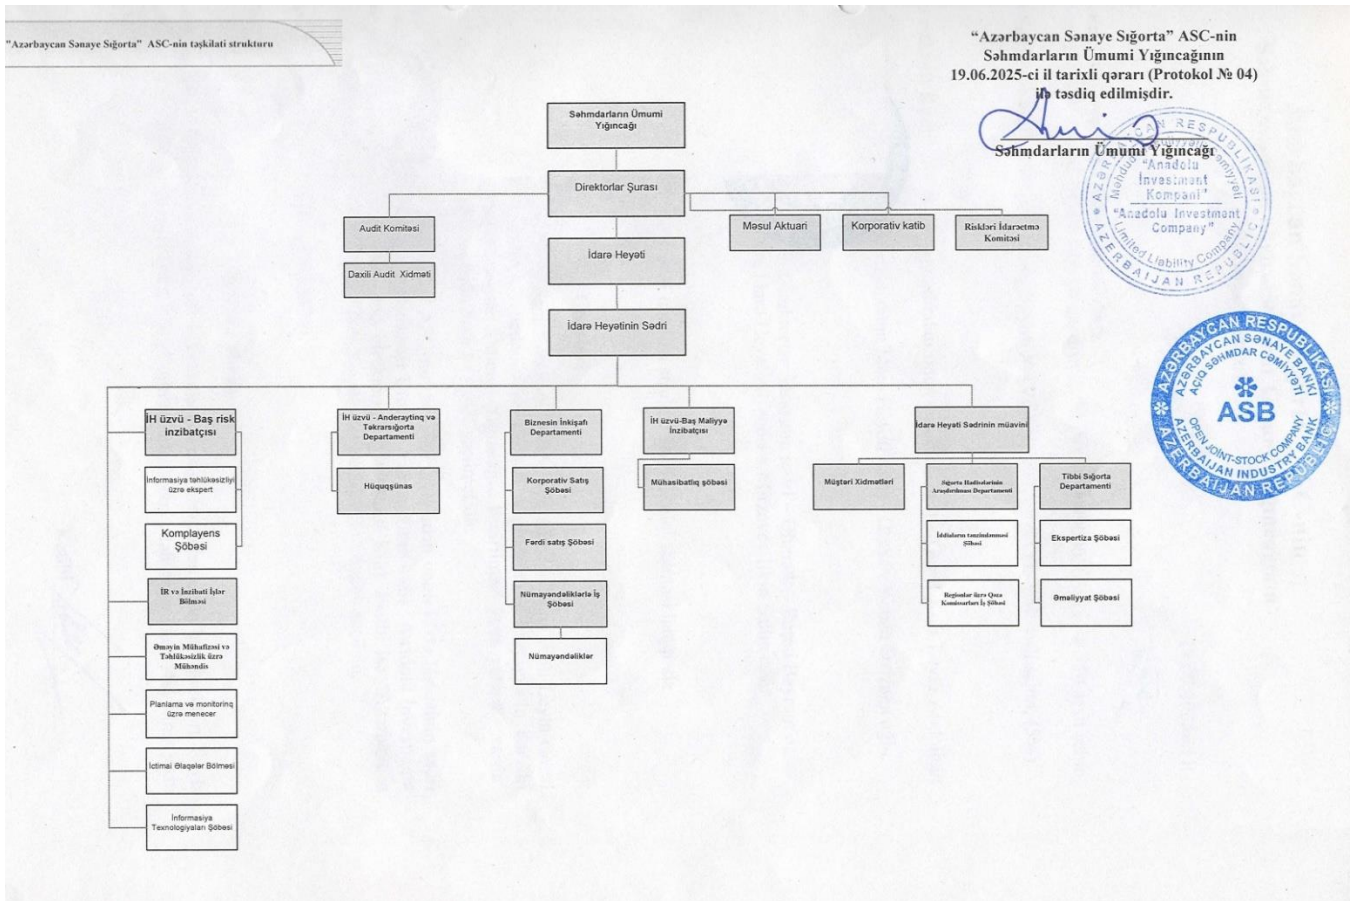 "Azərbaycan Sənaye Sığorta" ASC-nin təşkilati strukturu
“Azərbaycan Sənaye Sığorta” ASC-nin
Səhmdarların Ümumi Yığıncağının
19.06.2025-ci il tarixli qərarı (Protokol № 04)
ilə təsdiq edilmişdir.
Səhmdarların Ümumi Yığıncağı
AZƏRBAYCAN RESPUBLİKASI
Məhdud Məsuliyyətli Cəmiyyəti
"Anadolu
İnvestment
Kompani"
"Anadolu Investment
Company"
Limited Liability Company
AZERBAIJAN REPUBLIC
AZƏRBAYCAN RESPUBLİKASI
AZƏRBAYCAN SƏNAYE BANKI
AÇIQ SƏHMDAR CƏMİYYƏTİ
ASB
OPEN JOINT-STOCK COMPANY
AZERBAIJAN INDUSTRY BANK
AZERBAIJAN REPUBLIC
Səhmdarların Ümumi
Yığıncağı
Direktorlar Şurası
Audit Komitəsi
Daxili Audit Xidməti
Məsul Aktuari
Korporativ katib
Riskləri İdarəetmə
Komitəsi
İdarə Heyəti
İdarə Heyətinin Sədri
İH üzvü - Baş risk
inzibatçısı
İnformasiya təhlükəsizliyi
üzrə ekspert
Komplayens
Şöbəsi
İR və İnzibati İşlər
Bölməsi
Əməyin Mühafizəsi və
Təhlükəsizlik üzrə
Mühəndis
Planlama və monitorinq
üzrə menecer
İctimai Əlaqələr Bölməsi
İnformasiya
Texnologiyaları Şöbəsi
İH üzvü - Anderaytinq və
Təkrarsığorta
Departamenti
Hüquqşünas
Biznesin İnkişafı
Departamenti
Korporativ Satış
Şöbəsi
Fərdi satış Şöbəsi
Nümayəndəliklərlə İş
Şöbəsi
Nümayəndəliklər
İH üzvü-Baş Maliyyə
İnzibatçısı
Mühasibatlıq şöbəsi
İdarə Heyəti Sədrinin müavini
Müştəri Xidmətləri
Sığorta Hadisələrinin
Araşdırılması Departamenti
İddiaların tənzimlənməsi
Şöbəsi
Regionlar üzrə Qəza
Komissarları İş Şöbəsi
Tibbi Sığorta
Departamenti
Ekspertiza Şöbəsi
Əməliyyat Şöbəsi